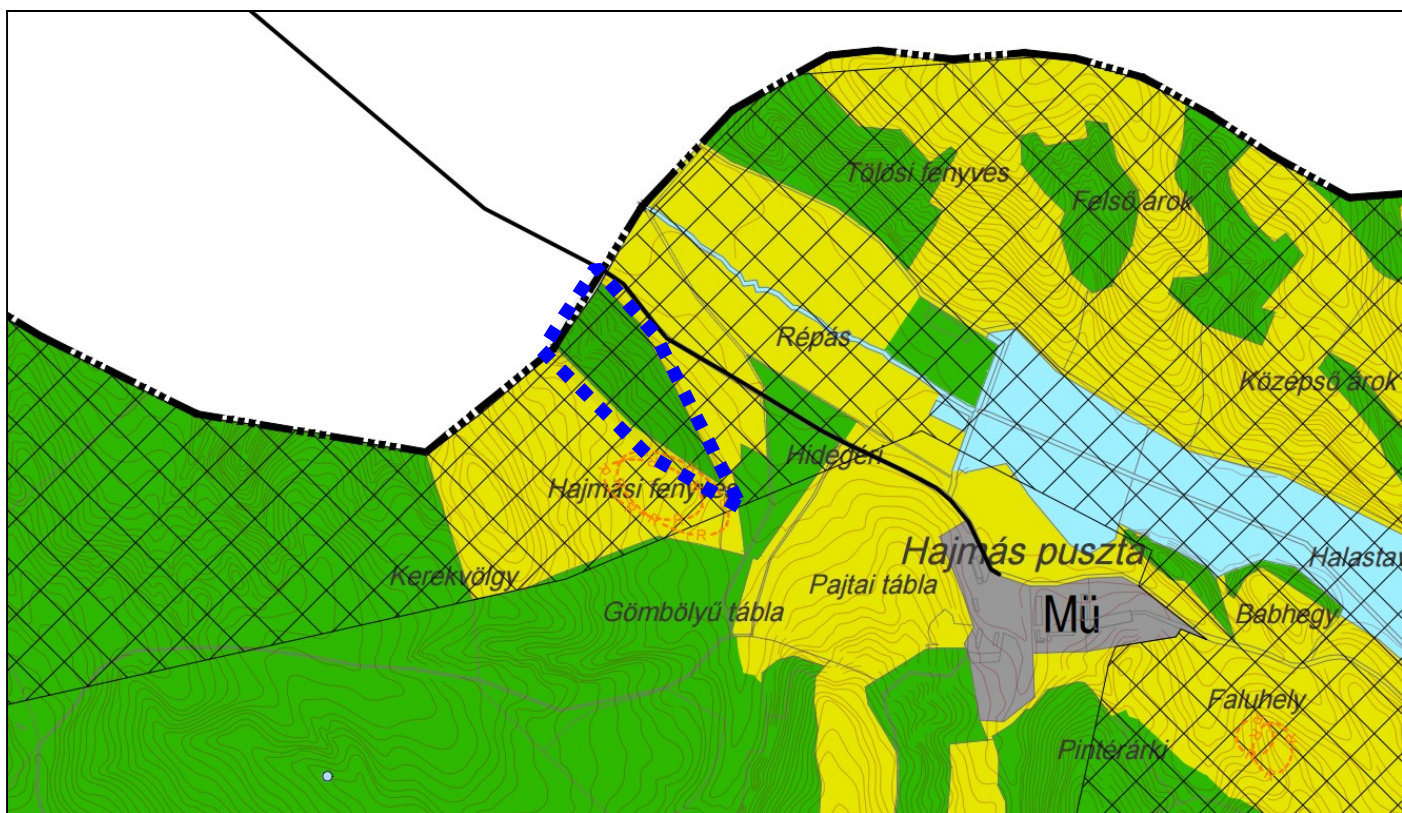 Tölösi fenyves
Felső árok
Répás
Középső árok
Hidegéri
Hajmási fenyves
Hajmás puszta
Halastav
Kerekvölgy
Pajtai tábla
Gömbölyű tábla
Mü
Babhegy
Faluhely
Pintérárki